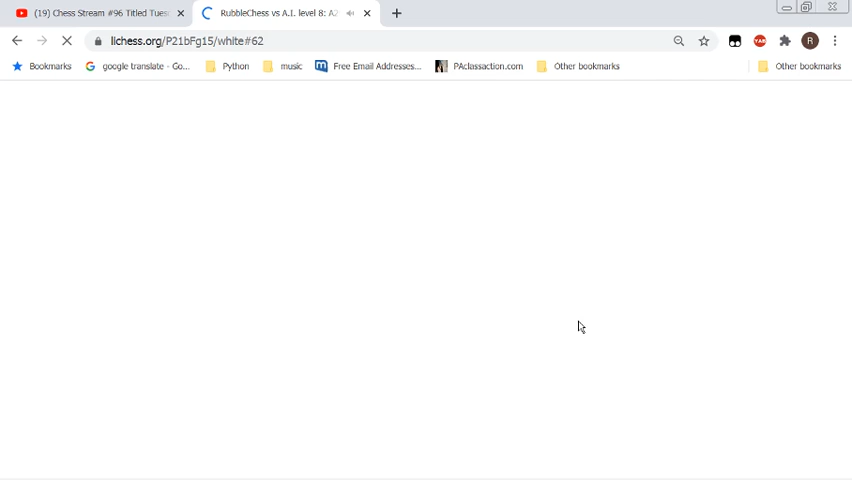 (19) Chess Stream #96 Titled Tues
RubbleChess vs A.I. level 8: A
lichess.org/P21bFg15/white#62
R
Bookmarks
google translate - Go...
Python
music
Free Email Addresses...
PAclassaction.com
Other bookmarks
Other bookmarks